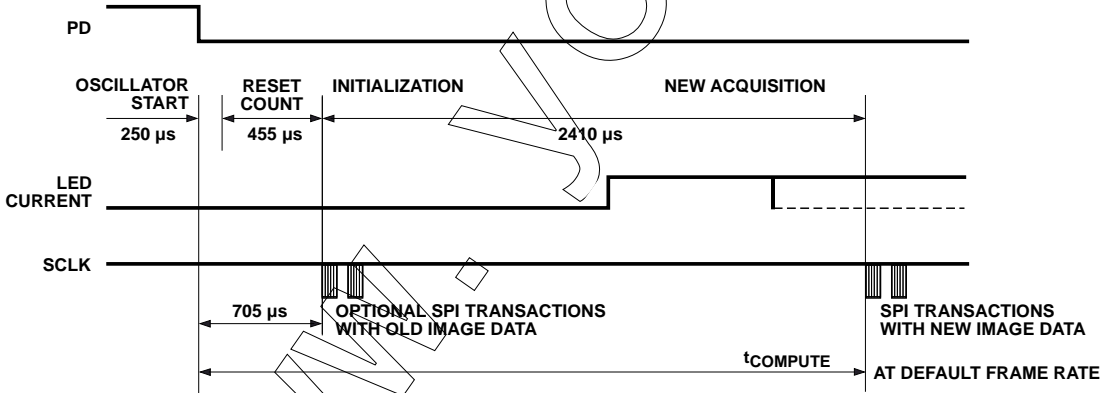 PD
OSCILLATOR
START
RESET
COUNT
INITIALIZATION
NEW ACQUISITION
250 µs
455 µs
2410 µs
LED
CURRENT
SCLK
705 µs
OPTIONAL SPI TRANSACTIONS
WITH OLD IMAGE DATA
SPI TRANSACTIONS
WITH NEW IMAGE DATA
tCOMPUTE
AT DEFAULT FRAME RATE